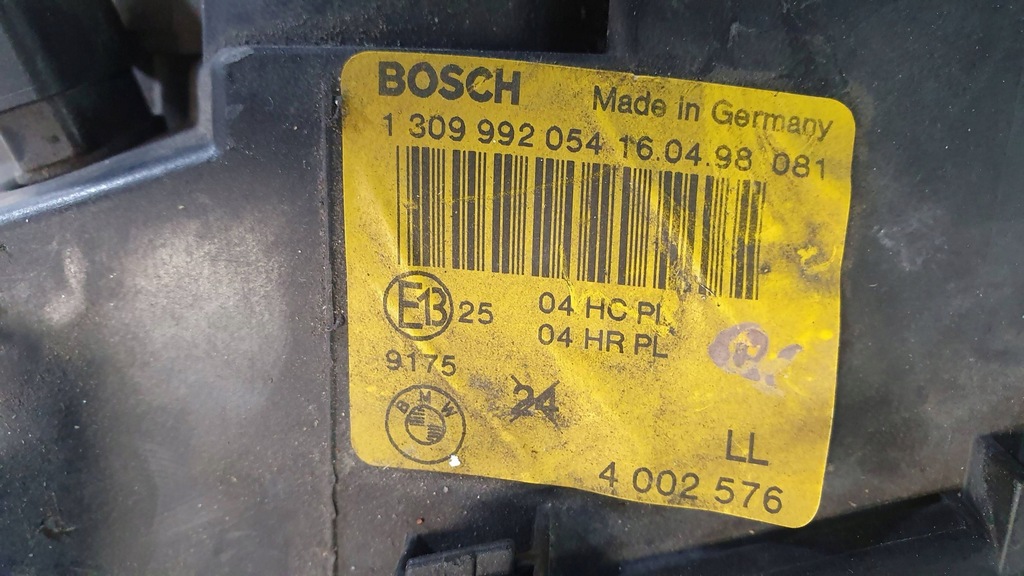 BOSCH Made in Germany
1 309 992 054 16.04.98 081
E13 25 04 HC PL
04 HR PL
9175
BMW 24
LL
4 002 576